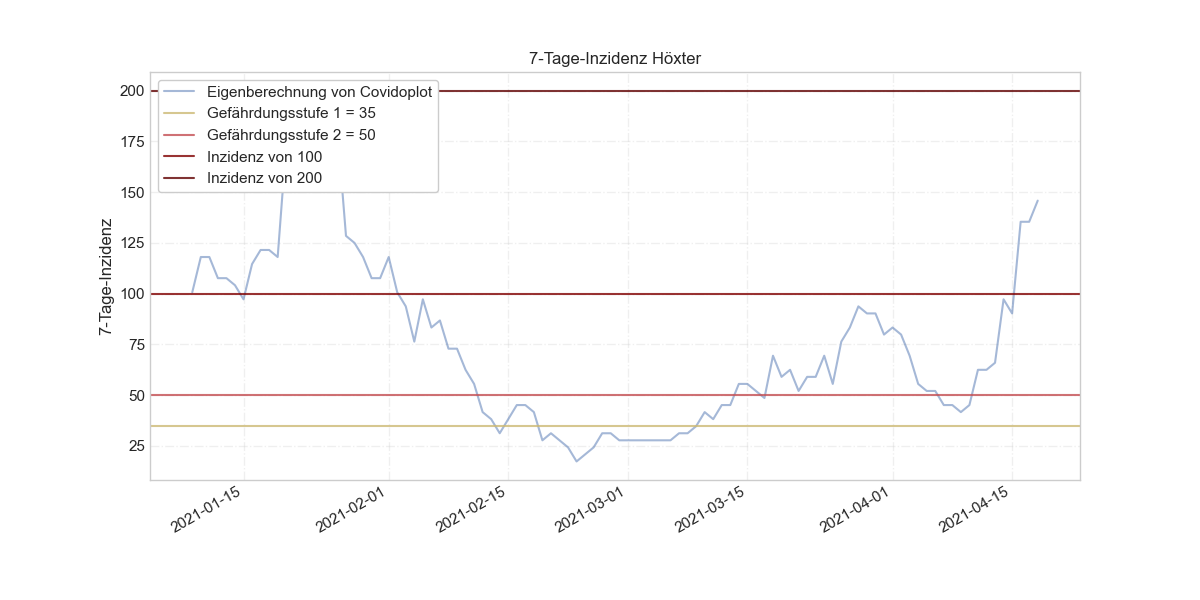 7-Tage-Inzidenz Höxter
Eigenberechnung von Covidoplot
Gefährdungsstufe 1 = 35
Gefährdungsstufe 2 = 50
Inzidenz von 100
Inzidenz von 200
7-Tage-Inzidenz
200
175
150
125
100
75
50
25
2021-01-15
2021-02-01
2021-02-15
2021-03-01
2021-03-15
2021-04-01
2021-04-15